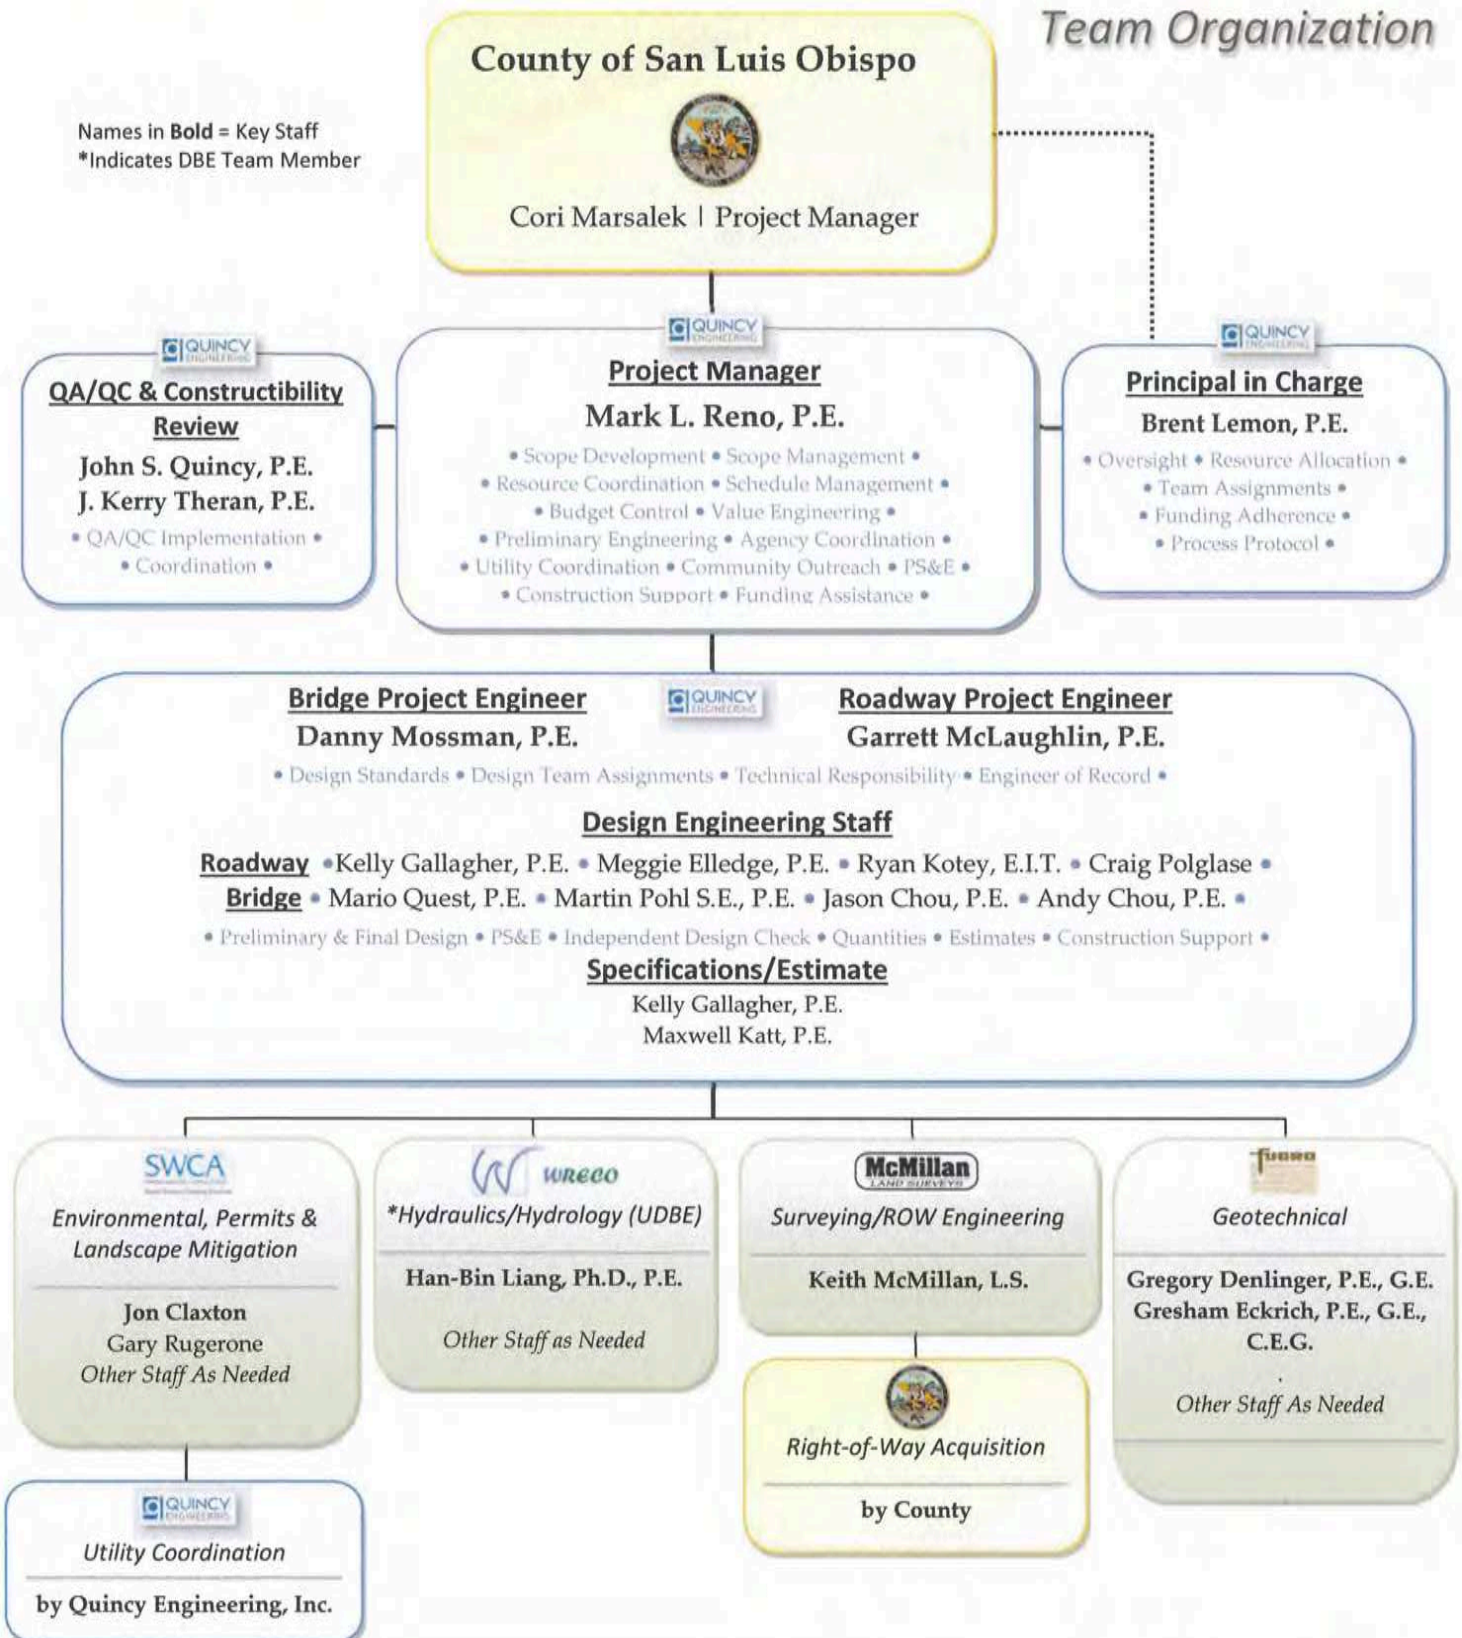 Team Organization
County of San Luis Obispo
Names in Bold = Key Staff
*Indicates DBE Team Member
Cori Marsalek | Project Manager
QUINCY
ENGINEERING
QA/QC & Constructibility
Review
John S. Quincy, P.E.
J. Kerry Theran, P.E.
• QA/QC Implementation •
• Coordination •
QUINCY
ENGINEERING
Project Manager
Mark L. Reno, P.E.
• Scope Development • Scope Management •
• Resource Coordination • Schedule Management •
• Budget Control • Value Engineering •
• Preliminary Engineering • Agency Coordination •
• Utility Coordination • Community Outreach • PS&E •
• Construction Support • Funding Assistance •
QUINCY
ENGINEERING
Principal in Charge
Brent Lemon, P.E.
• Oversight • Resource Allocation •
• Team Assignments •
• Funding Adherence •
• Process Protocol •
Bridge Project Engineer
Danny Mossman, P.E.
QUINCY
ENGINEERING
Roadway Project Engineer
Garrett McLaughlin, P.E.
• Design Standards • Design Team Assignments • Technical Responsibility • Engineer of Record •
Design Engineering Staff
Roadway •Kelly Gallagher, P.E. • Meggie Elledge, P.E. • Ryan Kotey, E.I.T. • Craig Polglase •
Bridge • Mario Quest, P.E. • Martin Pohl S.E., P.E. • Jason Chou, P.E. • Andy Chou, P.E. •
• Preliminary & Final Design • PS&E • Independent Design Check • Quantities • Estimates • Construction Support •
Specifications/Estimate
Kelly Gallagher, P.E.
Maxwell Katt, P.E.
SWCA
Environmental, Permits &
Landscape Mitigation
Jon Claxton
Gary Rugerone
Other Staff As Needed
QUINCY
ENGINEERING
Utility Coordination
by Quincy Engineering, Inc.
WRECO
*Hydraulics/Hydrology (UDBE)
Han-Bin Liang, Ph.D., P.E.
Other Staff as Needed
McMillan
LAND SURVEYS
Surveying/ROW Engineering
Keith McMillan, L.S.
Right-of-Way Acquisition
by County
fugro
Geotechnical
Gregory Denlinger, P.E., G.E.
Gresham Eckrich, P.E., G.E.,
C.E.G.
.
Other Staff As Needed